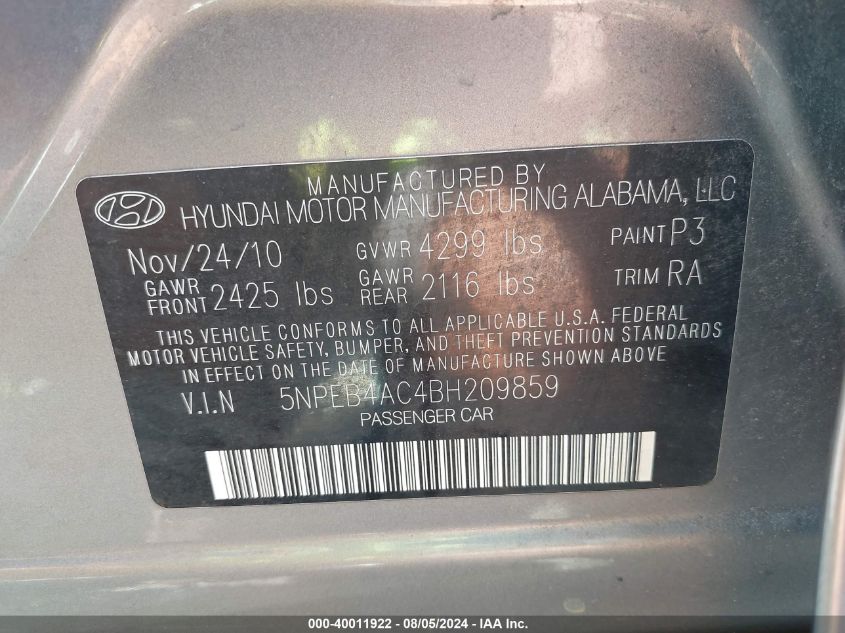 MANUFACTURED BY
HYUNDAI MOTOR MANUFACTURING ALABAMA, LLC
Nov/24/10 GVWR 4299 lbs PAINT P3
GAWR FRONT 2425 lbs GAWR REAR 2116 lbs TRIM RA
THIS VEHICLE CONFORMS TO ALL APPLICABLE U.S.A. FEDERAL
MOTOR VEHICLE SAFETY, BUMPER, AND THEFT PREVENTION STANDARDS
IN EFFECT ON THE DATE OF MANUFACTURE SHOWN ABOVE
V.I.N 5NPEB4AC4BH209859
PASSENGER CAR
000-40011922 - 08/05/2024 - IAA Inc.